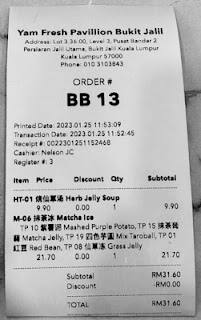 Yam Fresh Pavillion Bukit Jalil
Address: Lot 3.36.00, Level 3, Pusat Bandar 2
Persiaran Jalil Utama, Bukit Jalil Kuala Lumpur
Kuala Lumpur 57000
Phone: 010 3103843
ORDER #
BB 13
Printed Date: 2023.01.25 11:53:09
Transaction Date: 2023.01.25 11:52:45
Receipt #: 0022301251152468
Cashier: Nelson JC
Register #: 3
Item Price Discount Qty Subtotal
HT-01 燒仙草湯 Herb Jelly Soup
9.90 0.00 1 9.90
M-06 抹茶冰 Matcha Ice
TP 10 紫薯泥 Mashed Purple Potato, TP 15 抹茶蒟
蒻 Matcha Jelly, TP 19 四色芋圓 Mix Taroball, TP 01
紅豆 Red Bean, TP 08 仙草凍 Grass Jelly
21.70 0.00 1 21.70
Subtotal RM31.60
Discount -RM0.00
TOTAL RM31.60